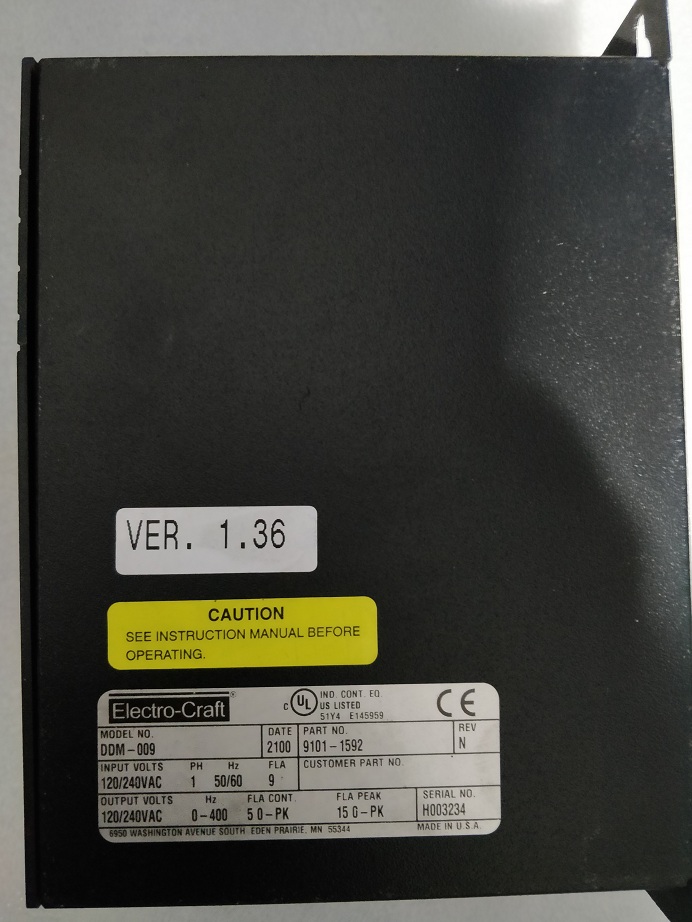 VER. 1.36
CAUTION
SEE INSTRUCTION MANUAL BEFORE
OPERATING.
Electro-Craft®
C UL® IND. CONT. EQ.
US LISTED
51Y4 E145959
CE
MODEL NO. DATE PART NO. REV
DDM-009 2100 9101-1592 N
INPUT VOLTS PH Hz FLA CUSTOMER PART NO.
120/240VAC 1 50/60 9
OUTPUT VOLTS Hz FLA CONT. FLA PEAK SERIAL NO.
120/240VAC 0-400 5 0-PK 15 0-PK H003234
6950 WASHINGTON AVENUE SOUTH EDEN PRAIRIE, MN 55344 MADE IN U.S.A.